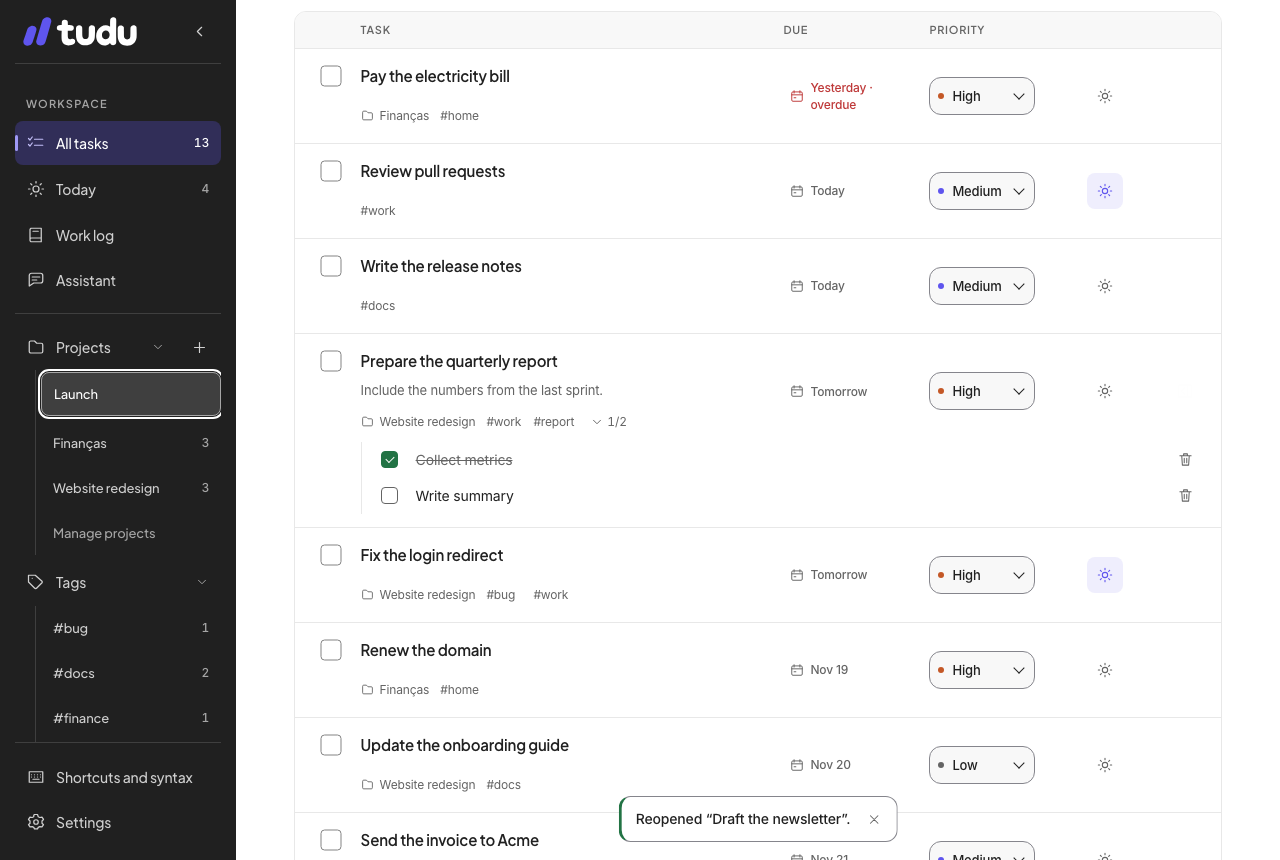 tudu
WORKSPACE
All tasks 13
Today 4
Work log
Assistant
Projects
Launch
Finanças 3
Website redesign 3
Manage projects
Tags
#bug 1
#docs 2
#finance 1
Shortcuts and syntax
Settings
TASK DUE PRIORITY
Pay the electricity bill
Finanças #home
Yesterday ·
overdue
High
Review pull requests
#work
Today
Medium
Write the release notes
#docs
Today
Medium
Prepare the quarterly report
Include the numbers from the last sprint.
Website redesign #work #report 1/2
Tomorrow
High
Collect metrics
Write summary
Fix the login redirect
Website redesign #bug #work
Tomorrow
High
Renew the domain
Finanças #home
Nov 19
High
Update the onboarding guide
Website redesign #docs
Nov 20
Low
Send the invoice to Acme
Nov 21
Medium
Reopened “Draft the newsletter”.